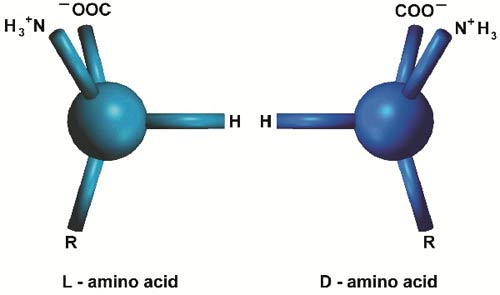 H₃⁺N
⁻OOC
COO⁻
N⁺H₃
H
H
R
R
L - amino acid
D - amino acid